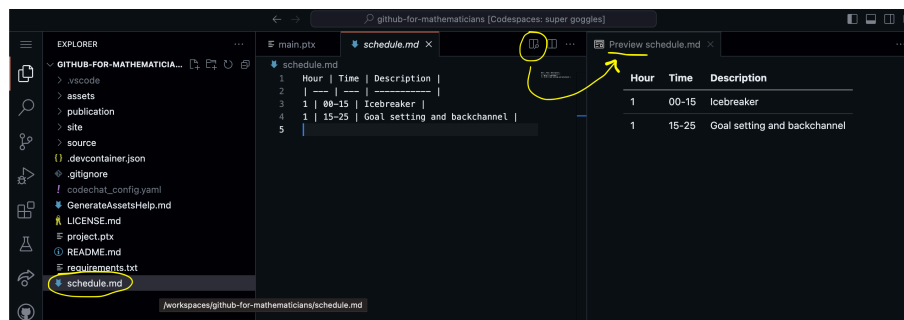 github-for-mathematicians [Codespaces: super goggles]
EXPLORER
GITHUB-FOR-MATHEMATICIA...
.vscode
assets
publication
site
source
.devcontainer.json
.gitignore
codechat_config.yaml
GenerateAssetsHelp.md
LICENSE.md
project.ptx
README.md
requirements.txt
schedule.md
/workspaces/github-for-mathematicians/schedule.md
main.ptx
schedule.md
schedule.md
1 Hour | Time | Description |
2 | --- | --- | ----------- |
3 1 | 00-15 | Icebreaker |
4 1 | 15-25 | Goal setting and backchannel |
5
Preview schedule.md
Hour Time Description
1 00-15 Icebreaker
1 15-25 Goal setting and backchannel